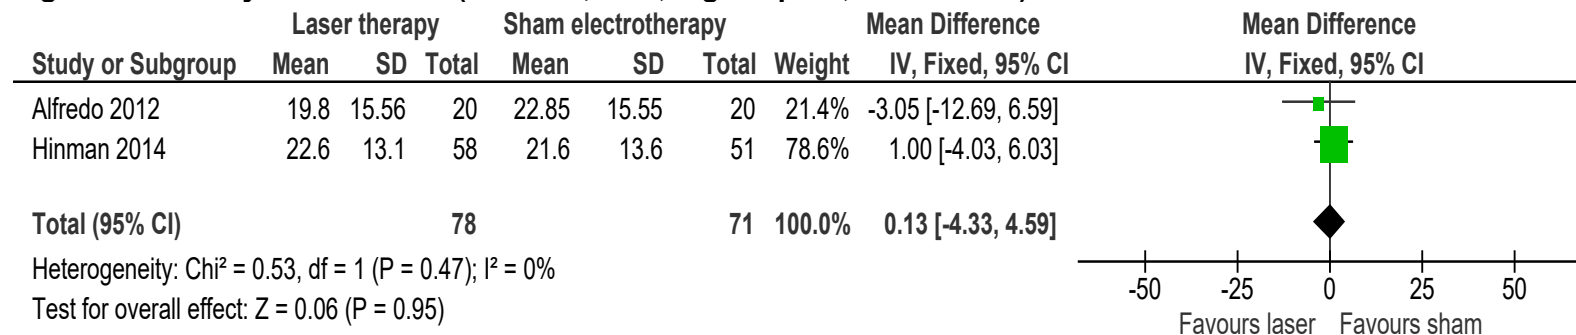 Laser therapy Sham electrotherapy Mean Difference Mean Difference
Study or Subgroup Mean SD Total Mean SD Total Weight IV, Fixed, 95% CI IV, Fixed, 95% CI
Alfredo 2012 19.8 15.56 20 22.85 15.55 20 21.4% -3.05 [-12.69, 6.59]
Hinman 2014 22.6 13.1 58 21.6 13.6 51 78.6% 1.00 [-4.03, 6.03]
Total (95% CI) 78 71 100.0% 0.13 [-4.33, 4.59]
Heterogeneity: Chi² = 0.53, df = 1 (P = 0.47); I² = 0%
Test for overall effect: Z = 0.06 (P = 0.95)
-50 -25 0 25 50
Favours laser Favours sham